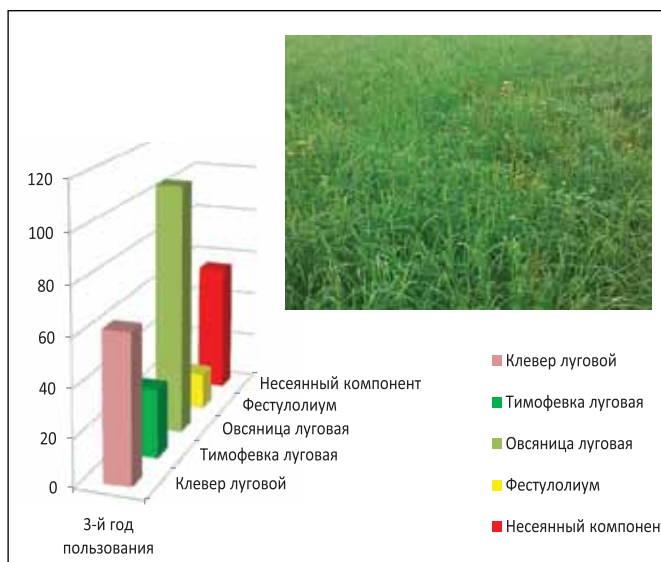 120
100
80
60
40
20
0
Несеянный компонент
Фестулолиум
Овсяница луговая
Тимофевка луговая
Клевер луговой
3-й год
пользования
Клевер луговой
Тимофевка луговая
Овсяница луговая
Фестулолиум
Несеянный компонен